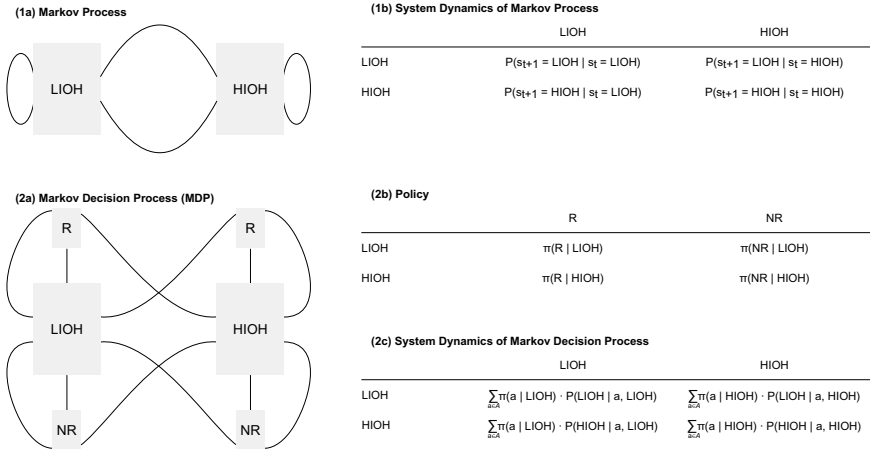 (1a) Markov Process
LIOH
HIOH
(1b) System Dynamics of Markov Process
LIOH HIOH
LIOH P(st+1 = LIOH | st = LIOH) P(st+1 = LIOH | st = HIOH)
HIOH P(st+1 = HIOH | st = LIOH) P(st+1 = HIOH | st = HIOH)
(2a) Markov Decision Process (MDP)
R R
LIOH HIOH
NR NR
(2b) Policy
R NR
LIOH π(R | LIOH) π(NR | LIOH)
HIOH π(R | HIOH) π(NR | HIOH)
(2c) System Dynamics of Markov Decision Process
LIOH HIOH
LIOH ∑a∈A π(a | LIOH) · P(LIOH | a, LIOH) ∑a∈A π(a | HIOH) · P(LIOH | a, HIOH)
HIOH ∑a∈A π(a | LIOH) · P(HIOH | a, LIOH) ∑a∈A π(a | HIOH) · P(HIOH | a, HIOH)